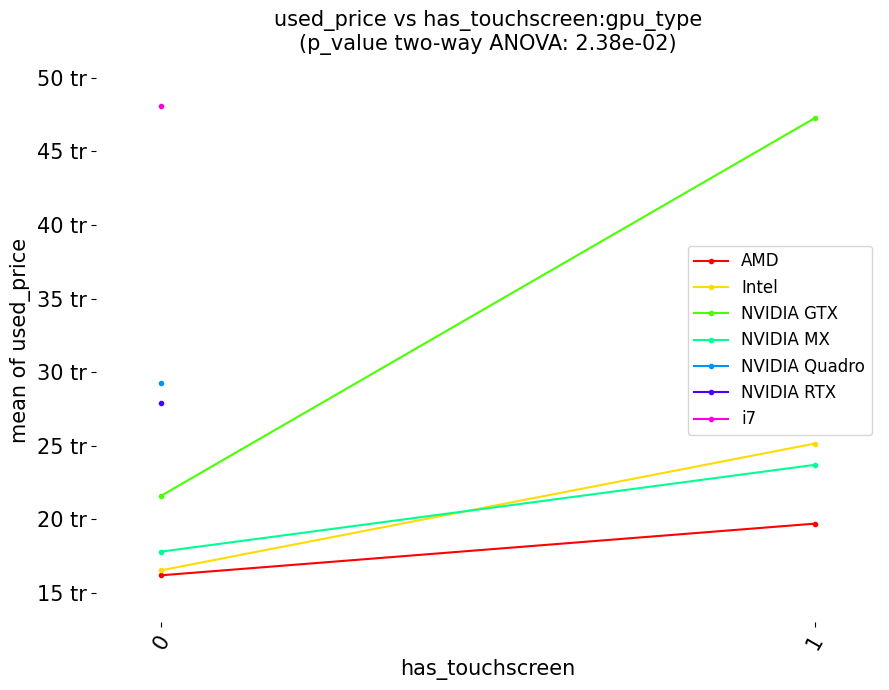 used_price vs has_touchscreen:gpu_type
(p_value two-way ANOVA: 2.38e-02)
50 tr
45 tr
40 tr
35 tr
30 tr
25 tr
20 tr
15 tr
mean of used_price
AMD
Intel
NVIDIA GTX
NVIDIA MX
NVIDIA Quadro
NVIDIA RTX
i7
0
1
has_touchscreen